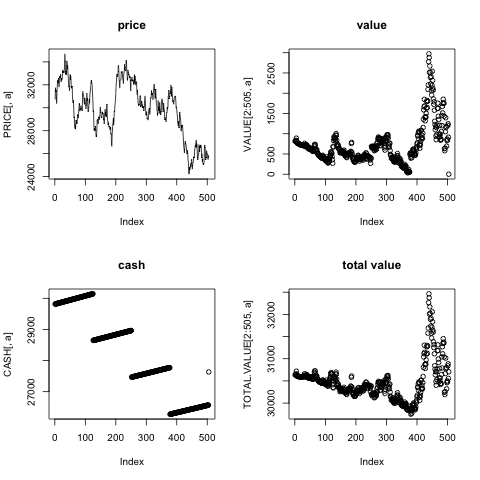 price
PRICE[, a]
24000 28000 32000
0 100 200 300 400 500
Index
value
VALUE[2:505, a]
0 500 1500 2500
0 100 200 300 400 500
Index
cash
CASH[, a]
27000 29000
0 100 200 300 400 500
Index
total value
TOTAL.VALUE[2:505, a]
30000 31000 32000
0 100 200 300 400 500
Index